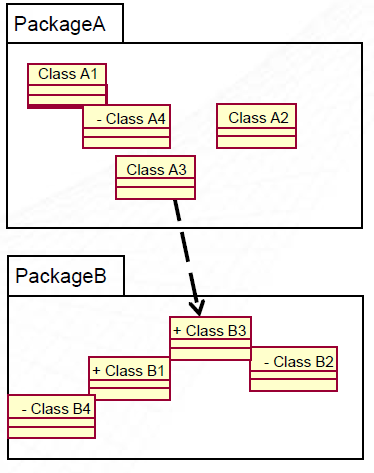 PackageA
Class A1
- Class A4
Class A2
Class A3
PackageB
+ Class B3
+ Class B1
- Class B2
- Class B4